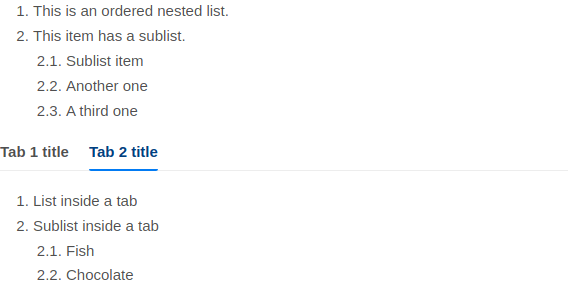 1. This is an ordered nested list.
2. This item has a sublist.
2.1. Sublist item
2.2. Another one
2.3. A third one
Tab 1 title Tab 2 title
1. List inside a tab
2. Sublist inside a tab
2.1. Fish
2.2. Chocolate